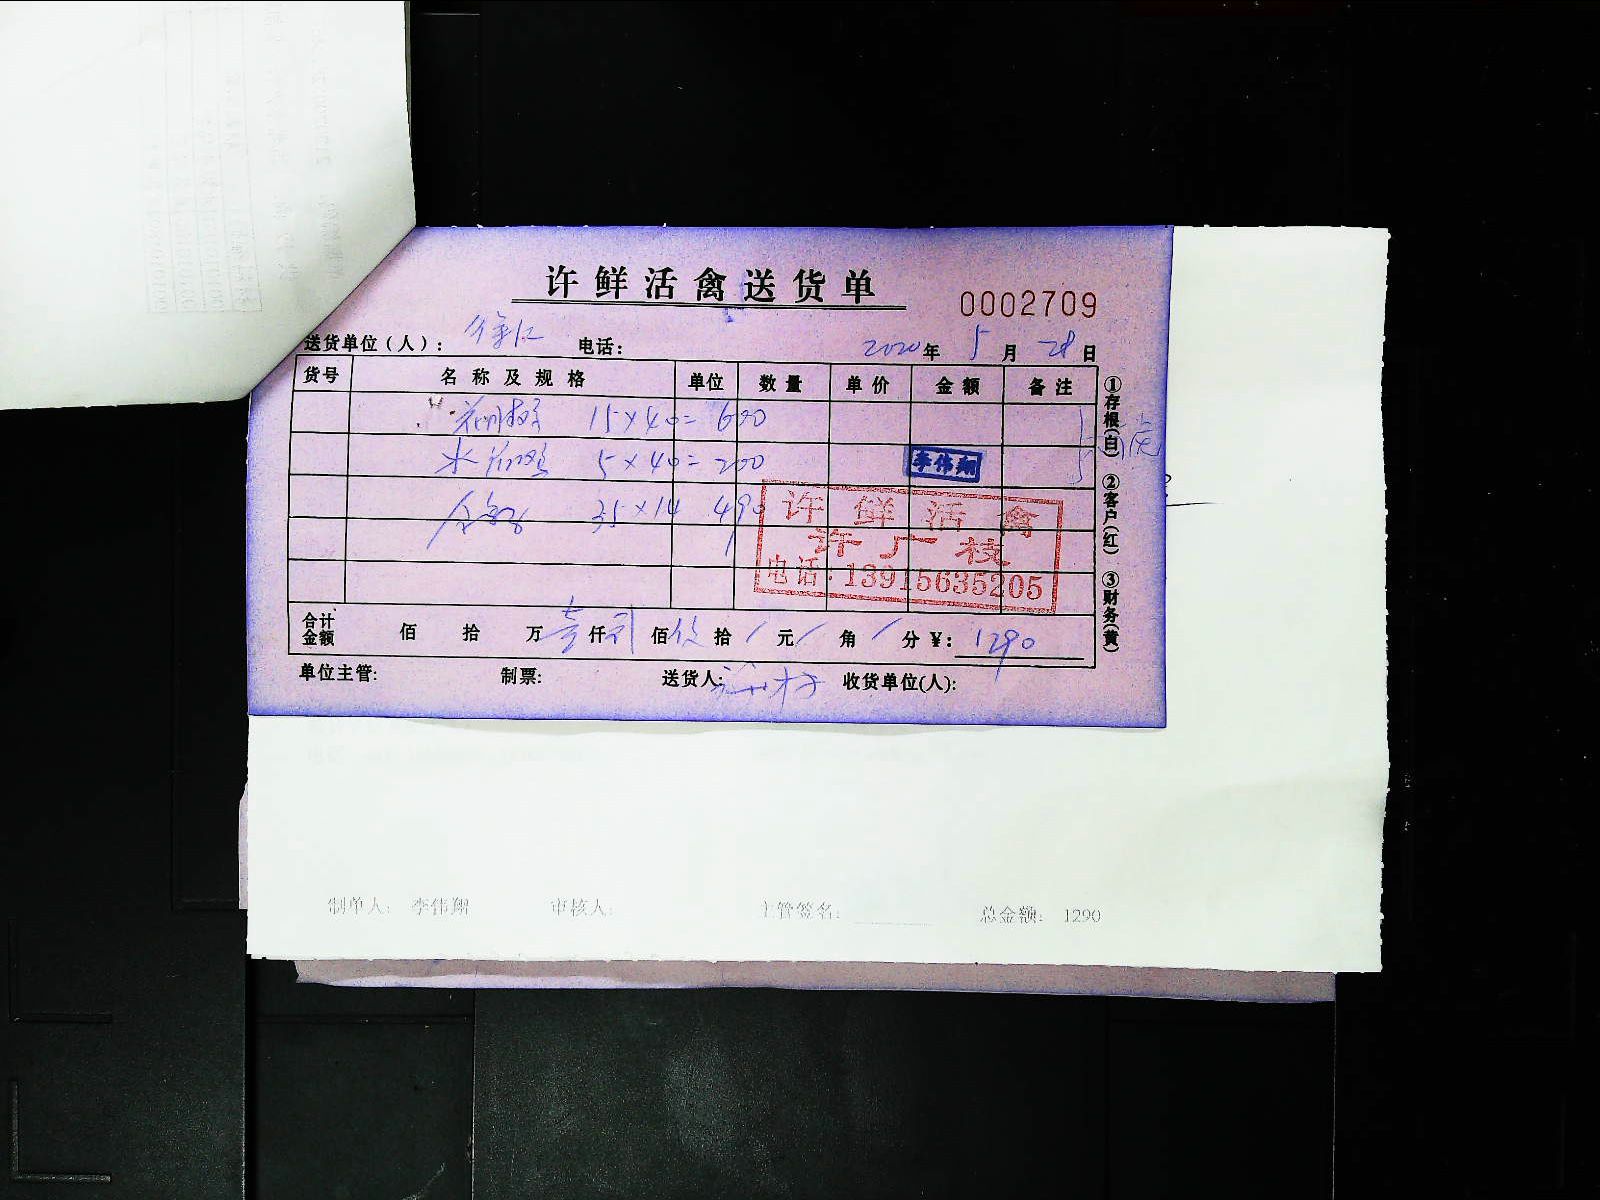 许鲜活禽送货单
0002709
送货单位(人): 徐仁 电话: 2020年 5月 28日
货号 名称及规格 单位 数量 单价 金额 备注
15×40=600
水 5×40=200
李伟翔
35×14 490
许鲜活禽
许广枝
电话:13915635205
合计金额 佰 拾 万 壹仟 佰 拾 / 元 / 角 / 分 ¥: 1290
单位主管: 制票: 送货人: 收货单位(人):
①存根(白) ②客户(红) ③财务(黄)
制单人: 李伟翔 审核人: 主管签名: 总金额: 1290